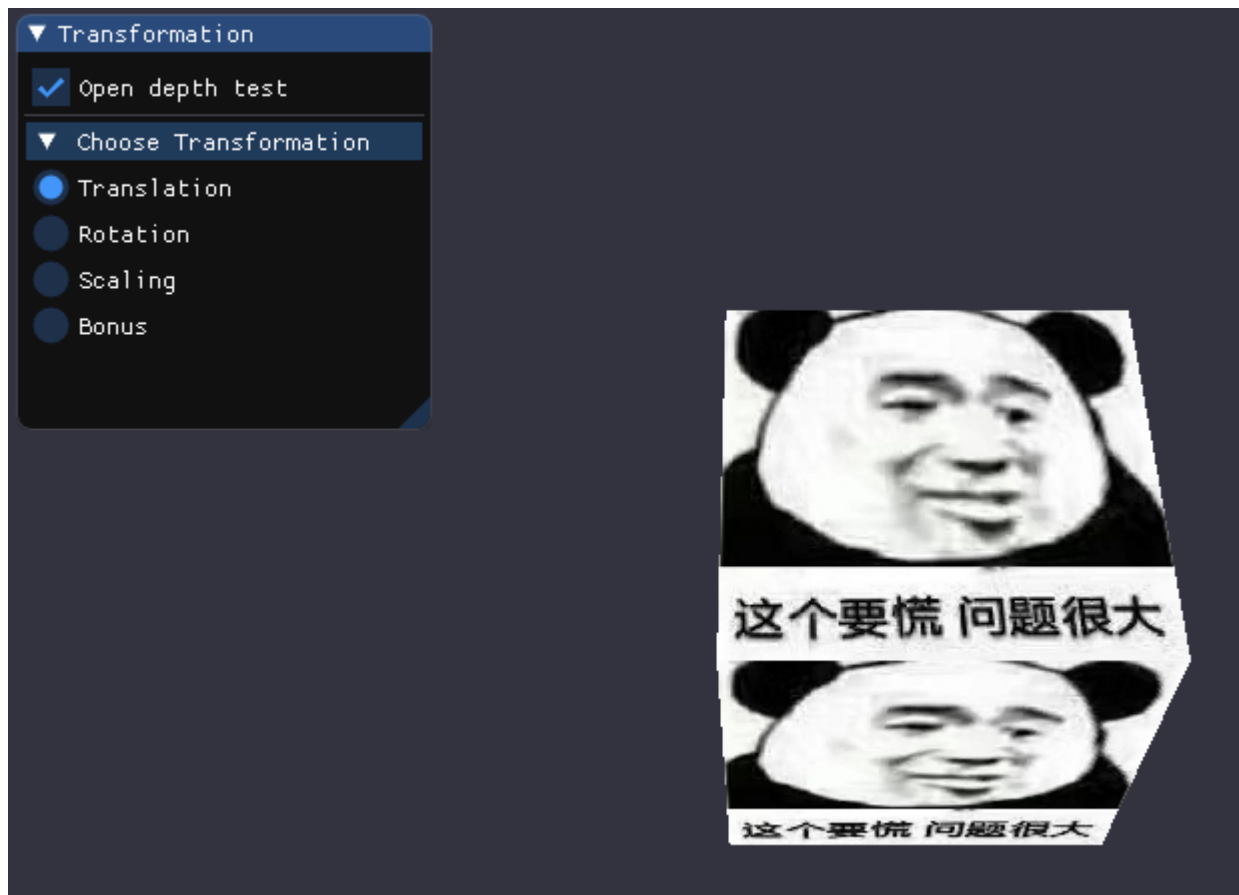 Transformation
Open depth test
Choose Transformation
Translation
Rotation
Scaling
Bonus
这个要慌 问题很大
这个要慌 问题很大